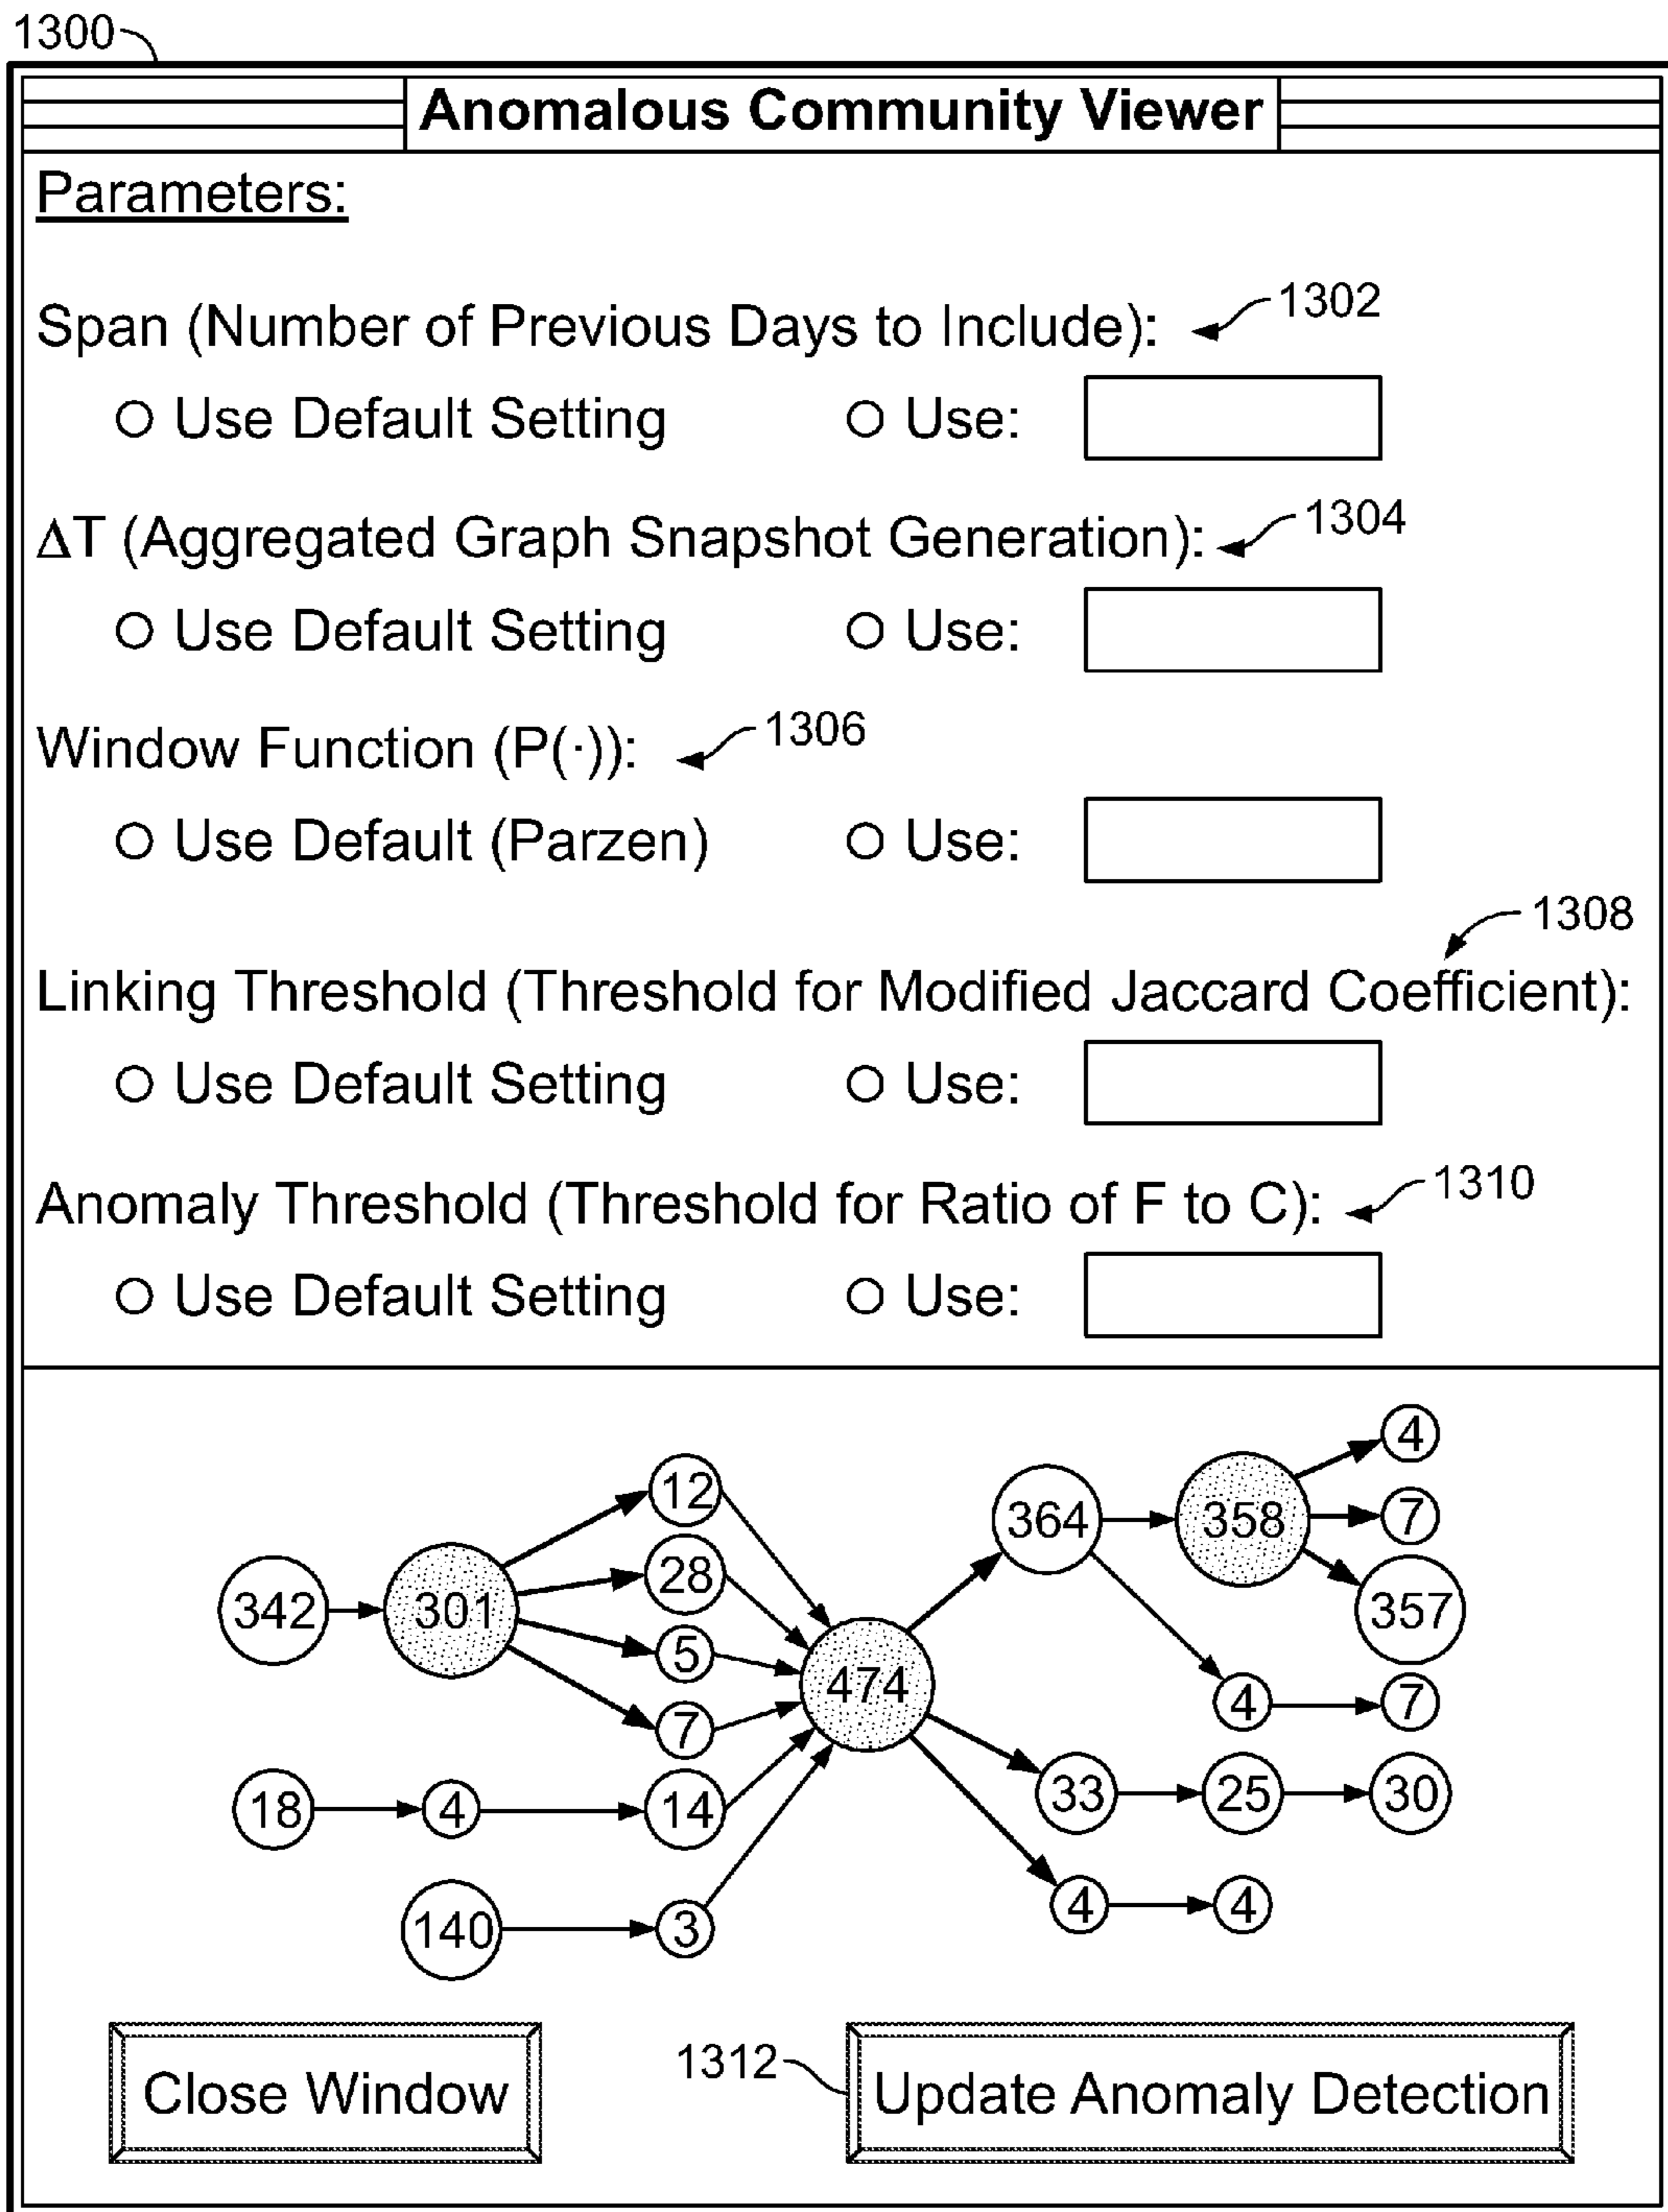 1300
Anomalous Community Viewer
Parameters:
Span (Number of Previous Days to Include): 1302
○ Use Default Setting ○ Use:
ΔT (Aggregated Graph Snapshot Generation): 1304
○ Use Default Setting ○ Use:
Window Function (P(·)): 1306
○ Use Default (Parzen) ○ Use:
1308
Linking Threshold (Threshold for Modified Jaccard Coefficient):
○ Use Default Setting ○ Use:
Anomaly Threshold (Threshold for Ratio of F to C): 1310
○ Use Default Setting ○ Use:
4
12 364 358 7
28
342 301 357
5
474
7 4 7
18 4 14 33 25 30
140 3 4 4
Close Window 1312 Update Anomaly Detection